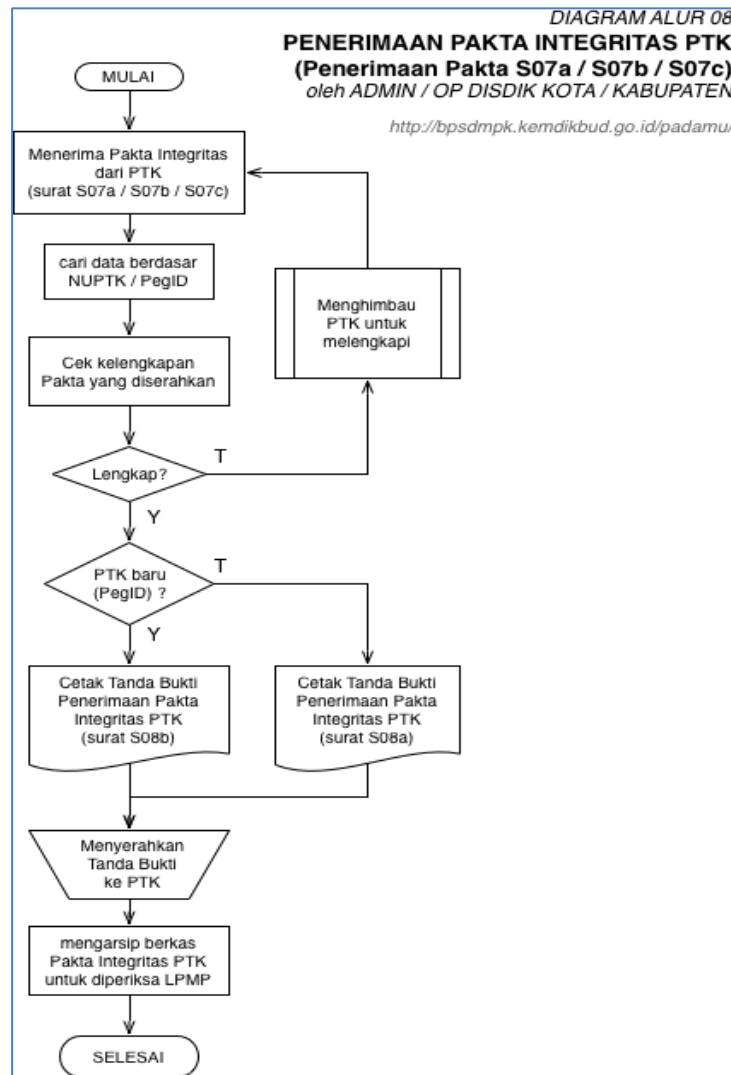 DIAGRAM ALUR 08
PENERIMAAN PAKTA INTEGRITAS PTK
(Penerimaan Pakta S07a / S07b / S07c)
oleh ADMIN / OP DISDIK KOTA / KABUPATEN
http://bpsdmpk.kemdikbud.go.id/padamu/
MULAI
Menerima Pakta Integritas
dari PTK
(surat S07a / S07b / S07c)
cari data berdasar
NUPTK / PegID
Menghimbau
PTK untuk
melengkapi
Cek kelengkapan
Pakta yang diserahkan
Lengkap?
T
Y
PTK baru
(PegID) ?
T
Y
Cetak Tanda Bukti
Penerimaan Pakta
Integritas PTK
(surat S08b)
Cetak Tanda Bukti
Penerimaan Pakta
Integritas PTK
(surat S08a)
Menyerahkan
Tanda Bukti
ke PTK
mengarsip berkas
Pakta Integritas PTK
untuk diperiksa LPMP
SELESAI